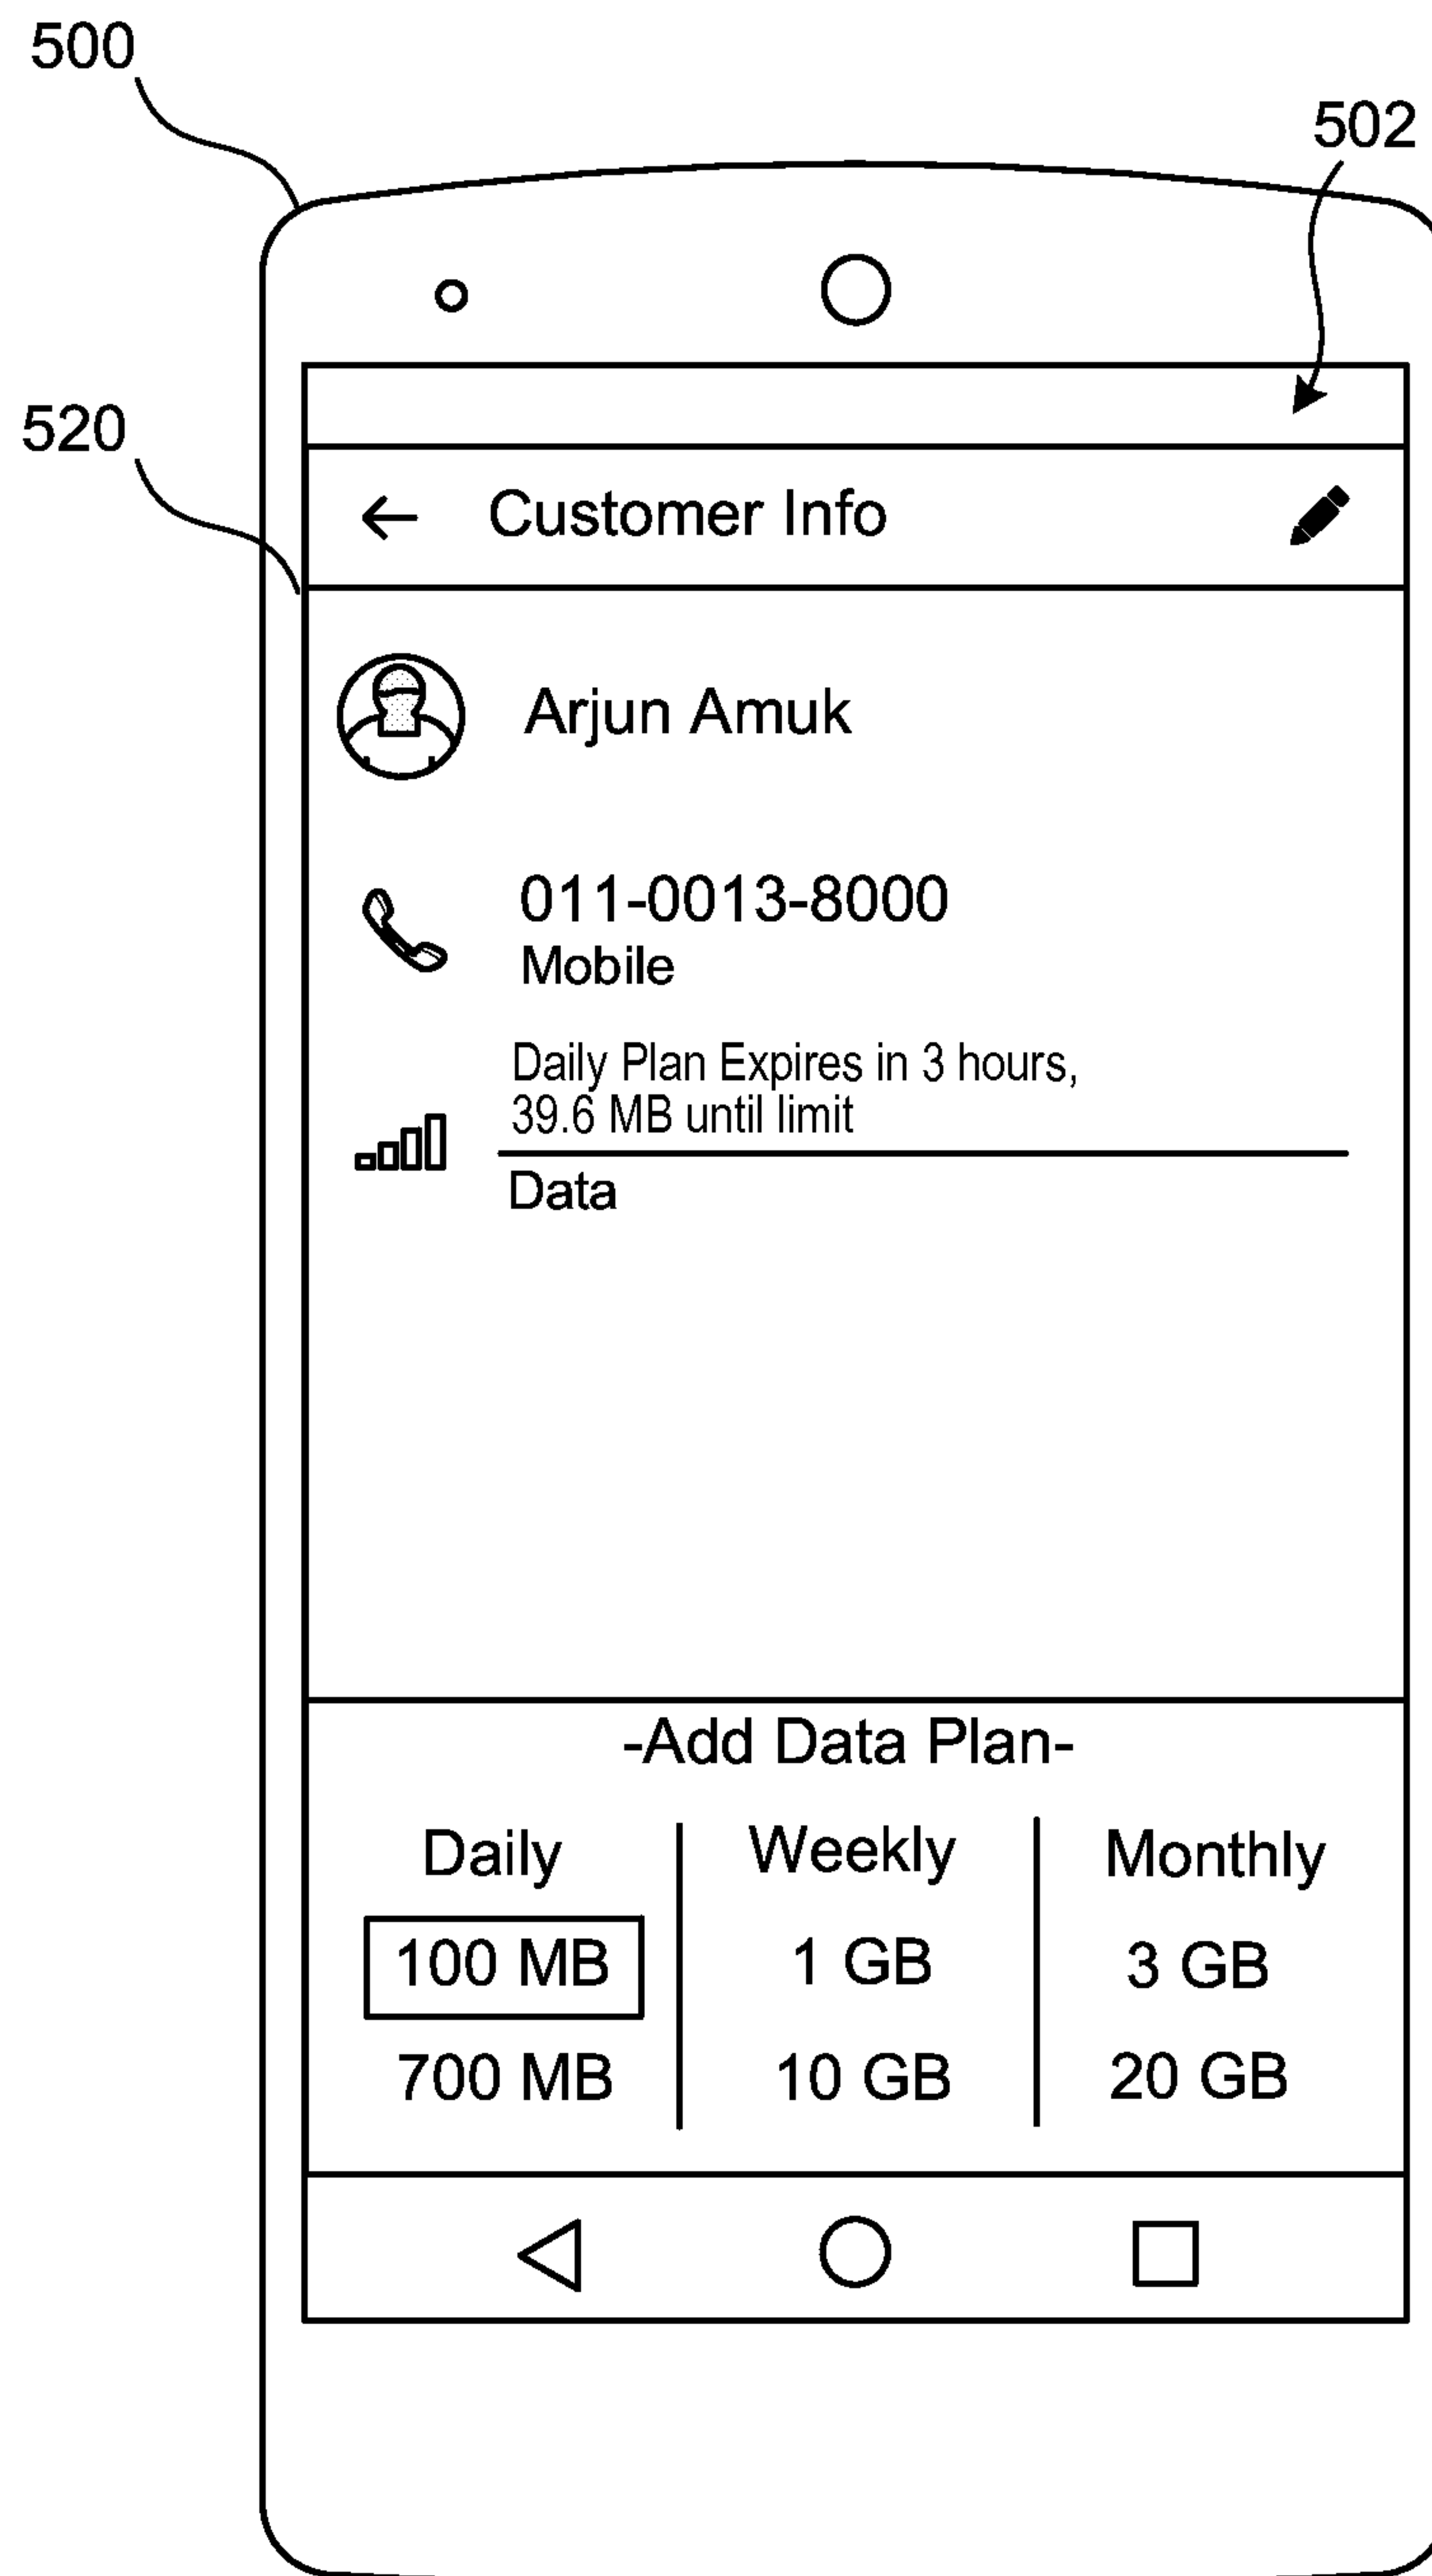 500
502
520
Customer Info
Arjun Amuk
011-0013-8000
Mobile
Daily Plan Expires in 3 hours,
39.6 MB until limit
Data
-Add Data Plan-
Daily Weekly Monthly
100 MB 1 GB 3 GB
700 MB 10 GB 20 GB